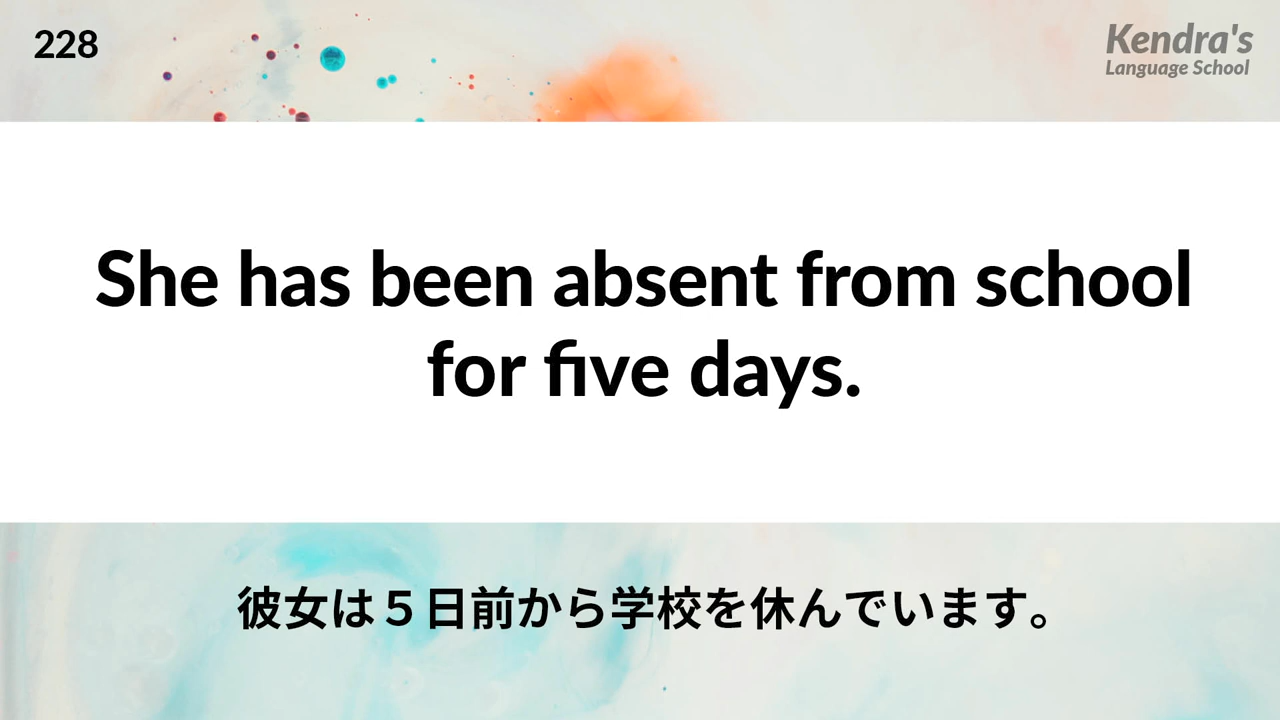 228
Kendra's
Language School
She has been absent from school
for five days.
彼女は５日前から学校を休んでいます。